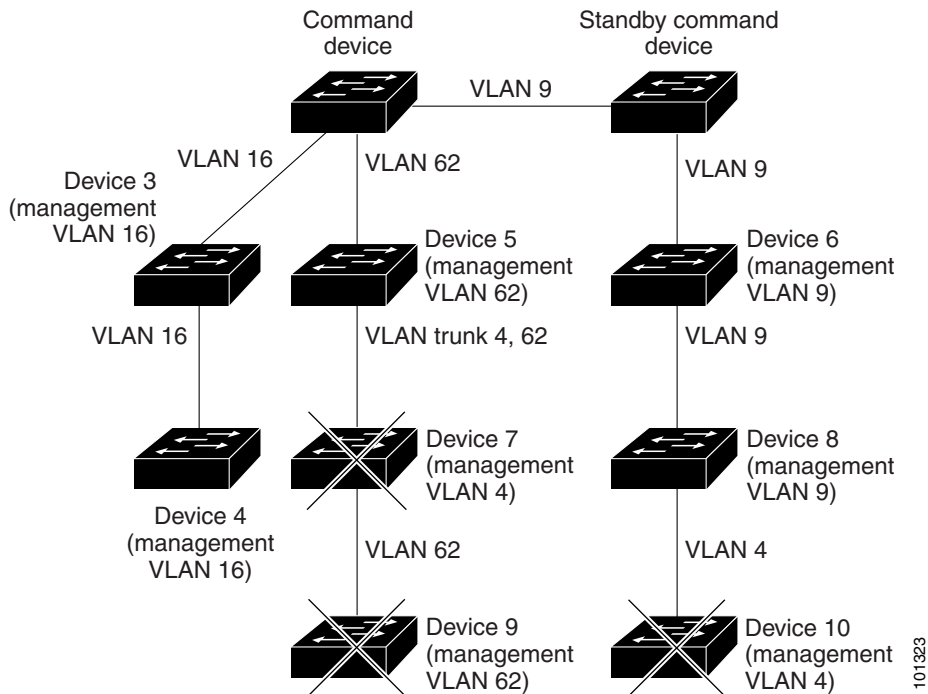 Command
device
Standby command
device
VLAN 9
VLAN 16
VLAN 62
VLAN 9
Device 3
(management
VLAN 16)
Device 5
(management
VLAN 62)
Device 6
(management
VLAN 9)
VLAN 16
VLAN trunk 4, 62
VLAN 9
Device 4
(management
VLAN 16)
Device 7
(management
VLAN 4)
Device 8
(management
VLAN 9)
VLAN 62
VLAN 4
Device 9
(management
VLAN 62)
Device 10
(management
VLAN 4)
101323